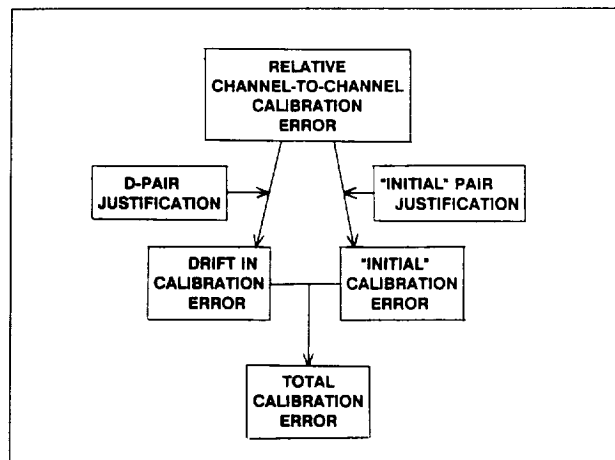 RELATIVE
CHANNEL-TO-CHANNEL
CALIBRATION
ERROR
D-PAIR
JUSTIFICATION
"INITIAL" PAIR
JUSTIFICATION
DRIFT IN
CALIBRATION
ERROR
"INITIAL"
CALIBRATION
ERROR
TOTAL
CALIBRATION
ERROR